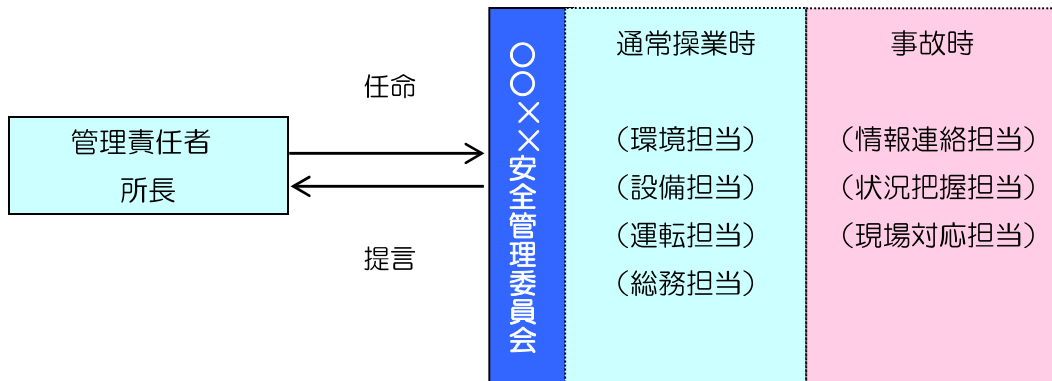 任命
管理責任者
所長
提言
〇〇××安全管理委員会
通常操業時
（環境担当）
（設備担当）
（運転担当）
（総務担当）
事故時
（情報連絡担当）
（状況把握担当）
（現場対応担当）